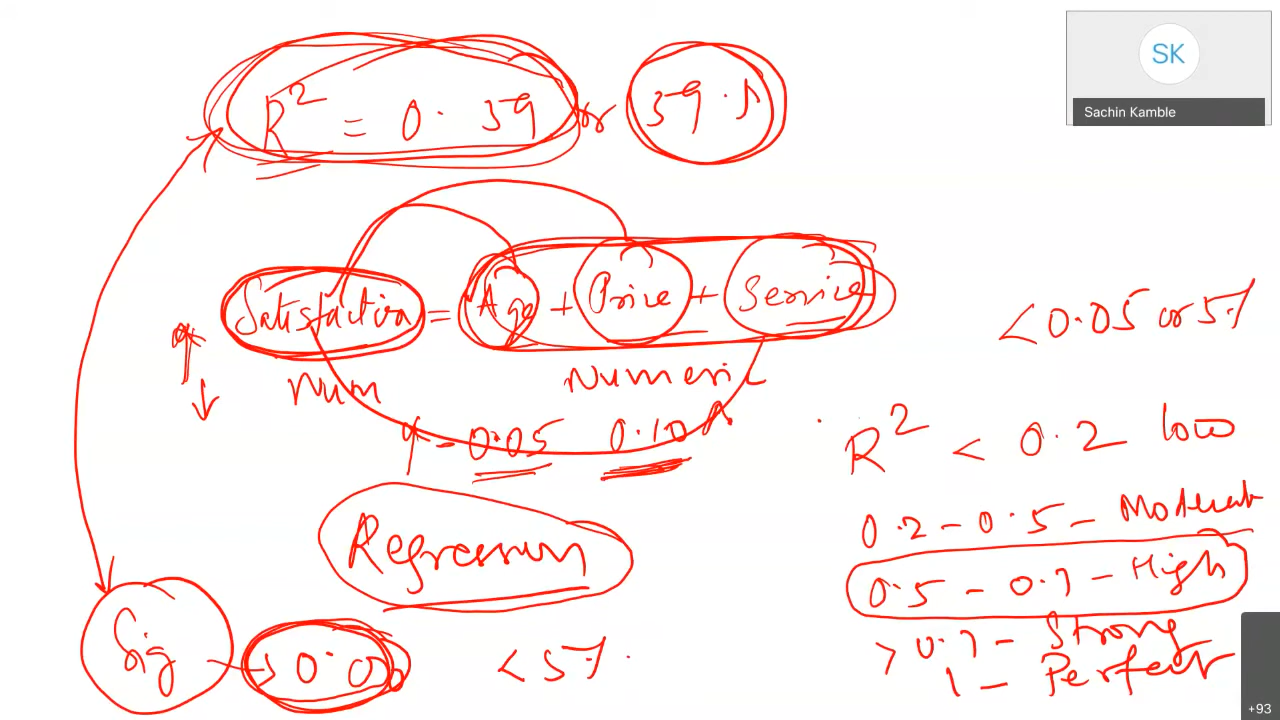 SK
Sachin Kamble
R² = 0.39 or 39%
Satisfaction = Age + Price + Service
Num Numeric
0.05 0.10
Regression
Sig → 0.000 < 5%
< 0.05 or 5%
R² < 0.2 low
0.2 - 0.5 - Moderate
0.5 - 0.7 - High
> 0.7 - Strong
1 - Perfect
+93